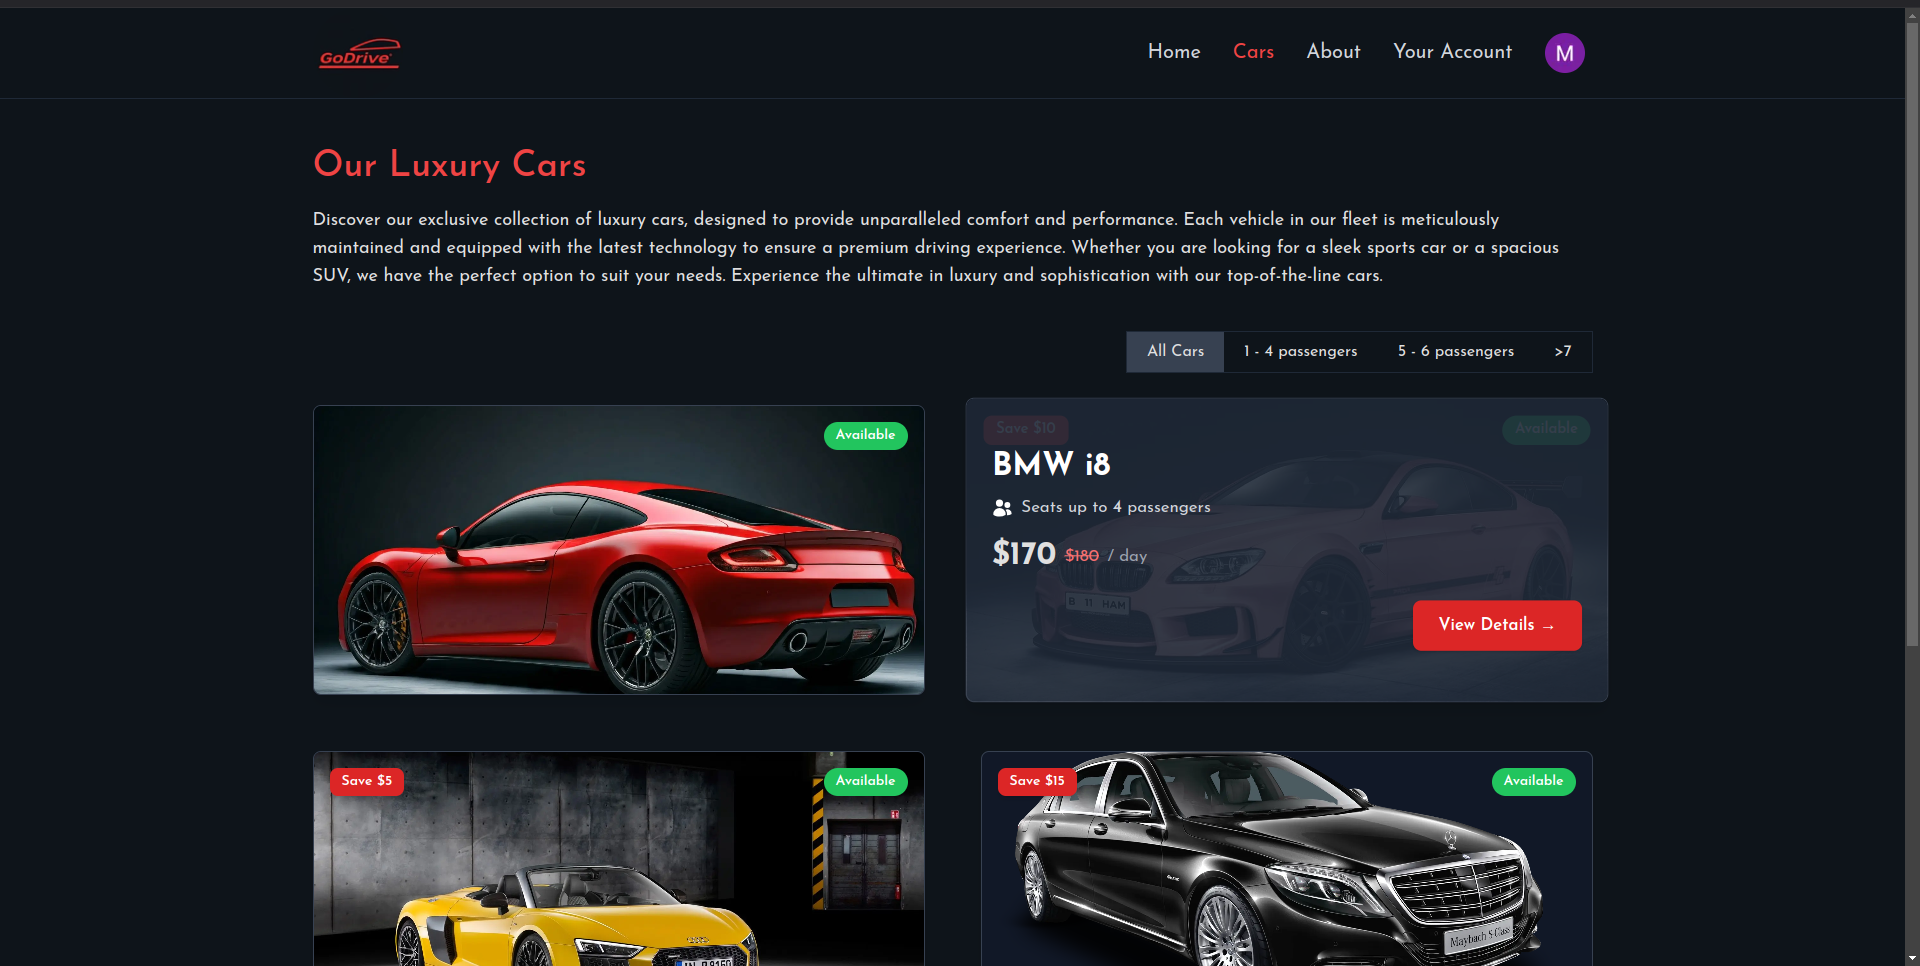 GoDrive
Home
Cars
About
Your Account
M
Our Luxury Cars
Discover our exclusive collection of luxury cars, designed to provide unparalleled comfort and performance. Each vehicle in our fleet is meticulously
maintained and equipped with the latest technology to ensure a premium driving experience. Whether you are looking for a sleek sports car or a spacious
SUV, we have the perfect option to suit your needs. Experience the ultimate in luxury and sophistication with our top-of-the-line cars.
All Cars
1 - 4 passengers
5 - 6 passengers
>7
Available
Save $10
Available
BMW i8
Seats up to 4 passengers
$170 $180 / day
B 11 HAM
View Details →
Save $5
Available
Save $15
Available
Maybach S Class